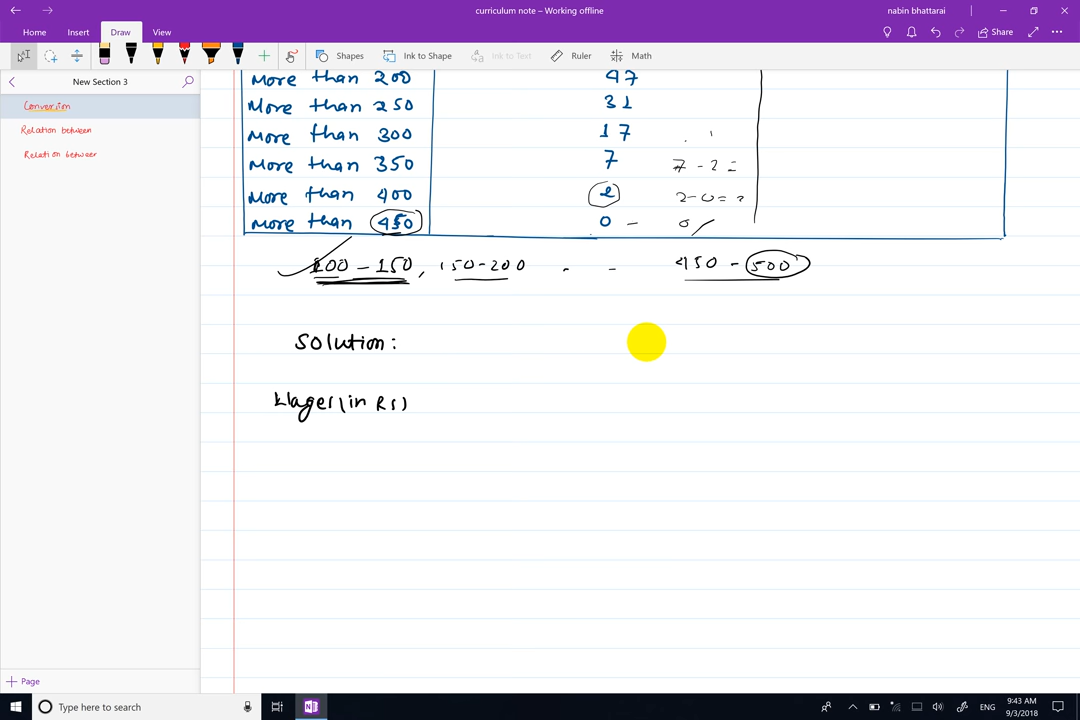 curriculum note – Working offline
nabin bhattarai
Home Insert Draw View
Share
Shapes Ink to Shape Ink to Text Ruler Math
New Section 3
Conversion
Relation between
Relation between
More than 200 47
More than 250 31
More than 300 17
More than 350 7 7 - 2 =
More than 400 2 2-0=2
More than 450 0 - 0
100 - 150, 150-200 - - 450 - 500
Solution:
Wages(in Rs)
+ Page
Type here to search
ENG
9:43 AM
9/3/2018